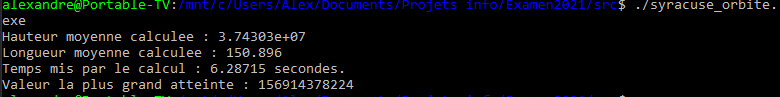 alexandre@Portable-TV:/mnt/c/Users/Alex/Documents/Projets info/Examen2021/src$ ./syracuse_orbite.
exe
Hauteur moyenne calculee : 3.74303e+07
Longueur moyenne calculee : 150.896
Temps mis par le calcul : 6.28715 secondes.
Valeur la plus grand atteinte : 156914378224